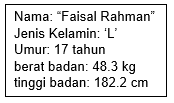 Nama: “Faisal Rahman”
Jenis Kelamin: ‘L’
Umur: 17 tahun
berat badan: 48.3 kg
tinggi badan: 182.2 cm